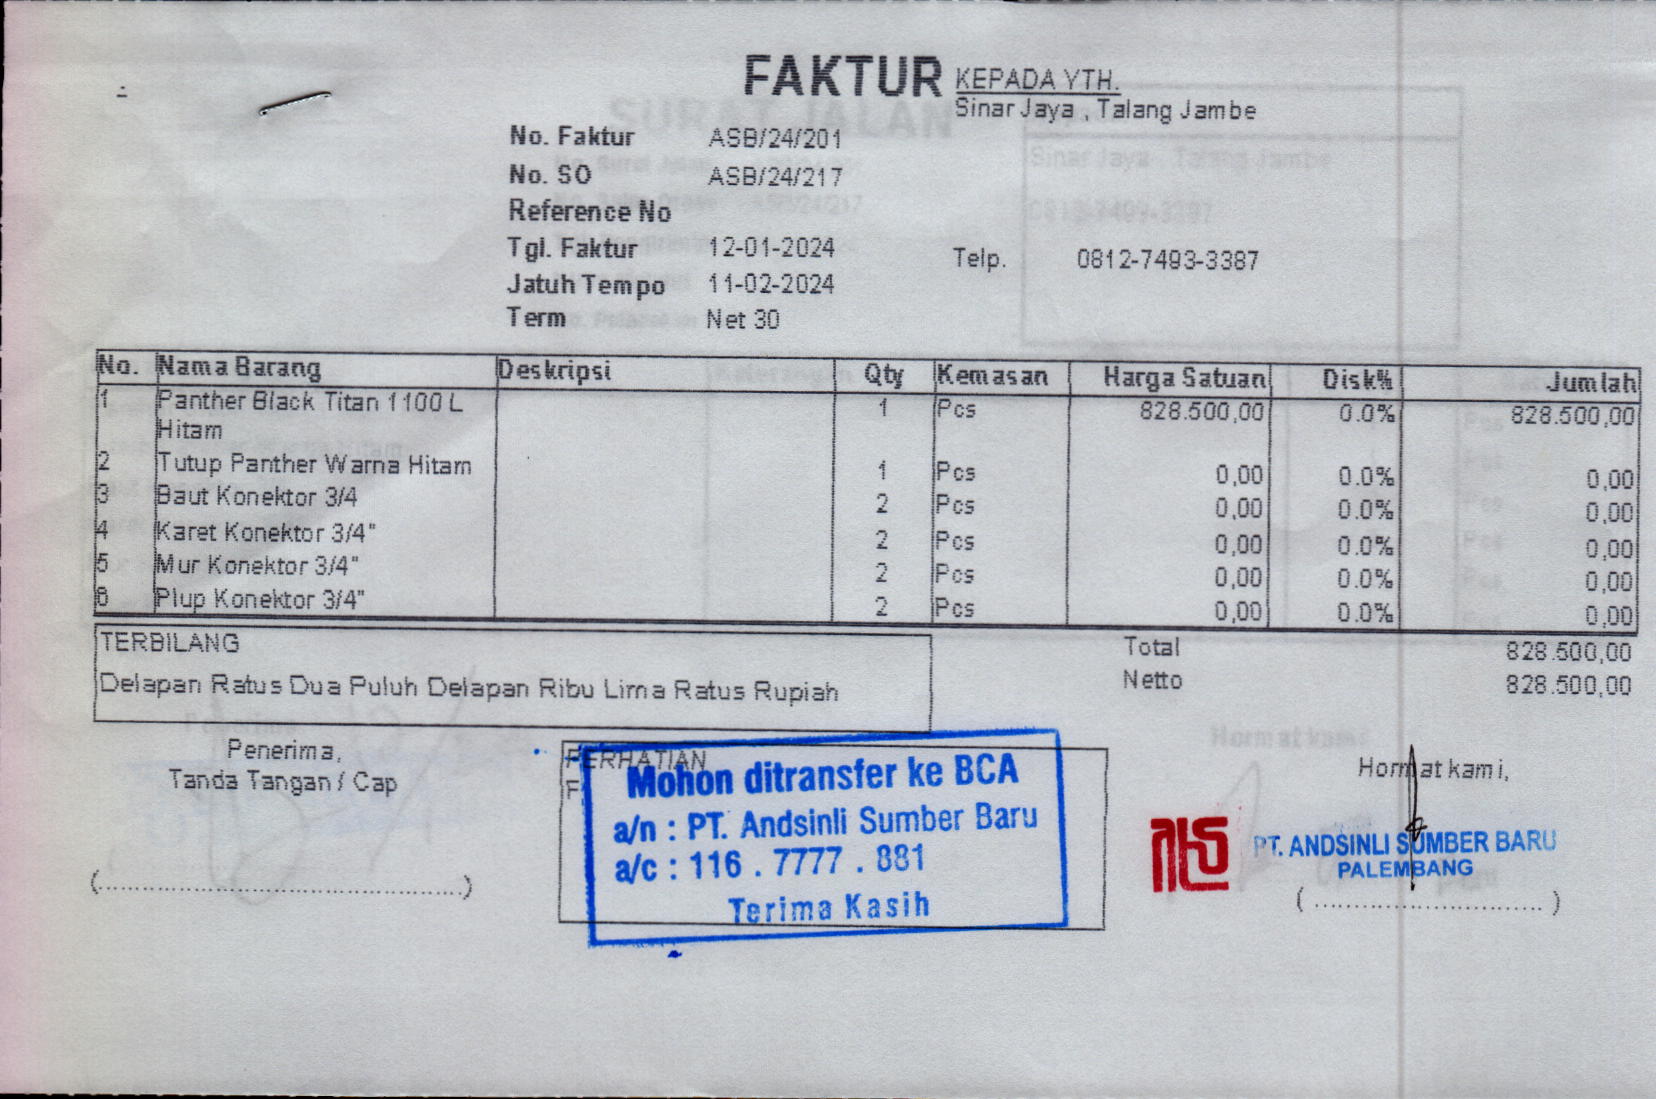 FAKTUR
KEPADA YTH.
Sinar Jaya , Talang Jambe
No. Faktur ASB/24/201
No. SO ASB/24/217
Reference No
Tgl. Faktur 12-01-2024
Telp. 0812-7493-3387
Jatuh Tempo 11-02-2024
Term Net 30
No. Nama Barang Deskripsi Qty Kemasan Harga Satuan Disk% Jumlah
1 Panther Black Titan 1100 L 1 Pcs 828.500,00 0.0% 828.500,00
Hitam
2 Tutup Panther Warna Hitam 1 Pcs 0,00 0.0% 0,00
3 Baut Konektor 3/4 2 Pcs 0,00 0.0% 0,00
4 Karet Konektor 3/4" 2 Pcs 0,00 0.0% 0,00
5 Mur Konektor 3/4" 2 Pcs 0,00 0.0% 0,00
6 Plup Konektor 3/4" 2 Pcs 0,00 0.0% 0,00
TERBILANG
Delapan Ratus Dua Puluh Delapan Ribu Lima Ratus Rupiah
Total 828.500,00
Netto 828.500,00
Penerima,
Tanda Tangan / Cap
(.......................................)
PERHATIAN
Mohon ditransfer ke BCA
a/n : PT. Andsinli Sumber Baru
a/c : 116 . 7777 . 881
Terima Kasih
Hormat kami,
PT. ANDSINLI SUMBER BARU
PALEMBANG
( ............................ )
SURAT JALAN
Sinar Jaya , Talang Jambe